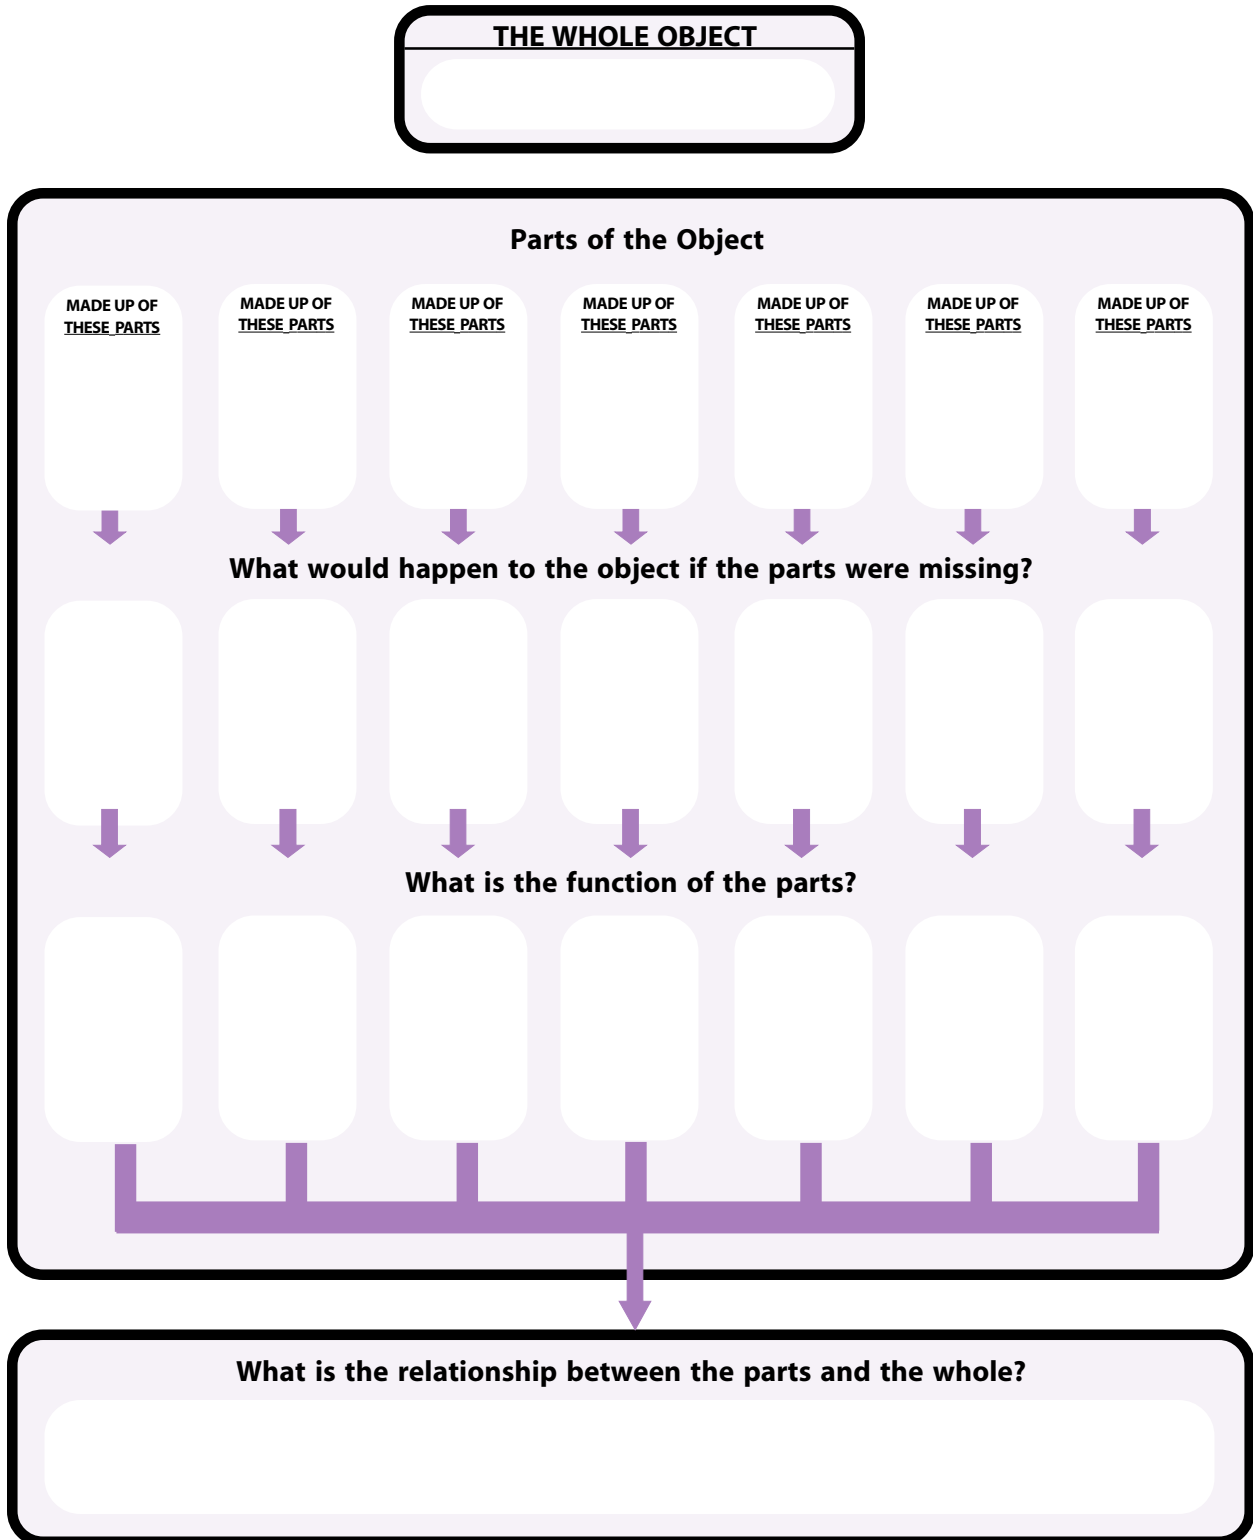 THE WHOLE OBJECT
Parts of the Object
MADE UP OF
THESE PARTS
MADE UP OF
THESE PARTS
MADE UP OF
THESE PARTS
MADE UP OF
THESE PARTS
MADE UP OF
THESE PARTS
MADE UP OF
THESE PARTS
MADE UP OF
THESE PARTS
What would happen to the object if the parts were missing?
What is the function of the parts?
What is the relationship between the parts and the whole?